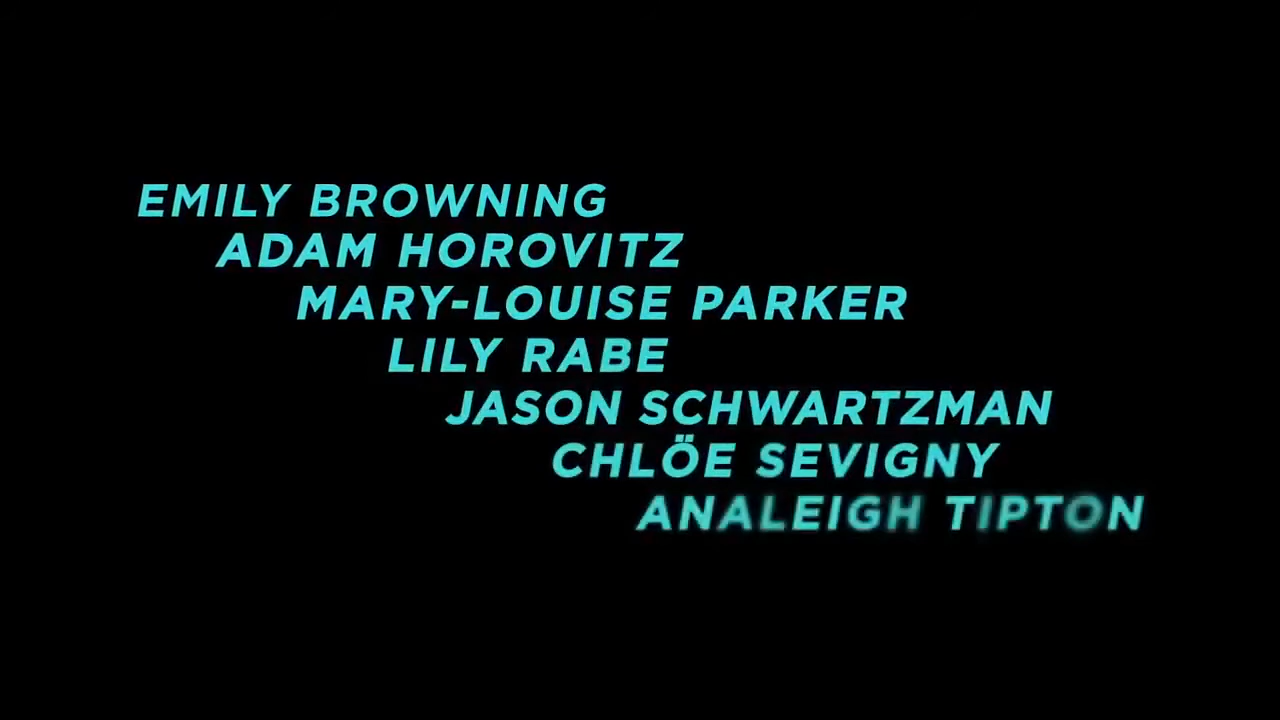 EMILY BROWNING
ADAM HOROVITZ
MARY-LOUISE PARKER
LILY RABE
JASON SCHWARTZMAN
CHLÖE SEVIGNY
ANALEIGH TIPTON